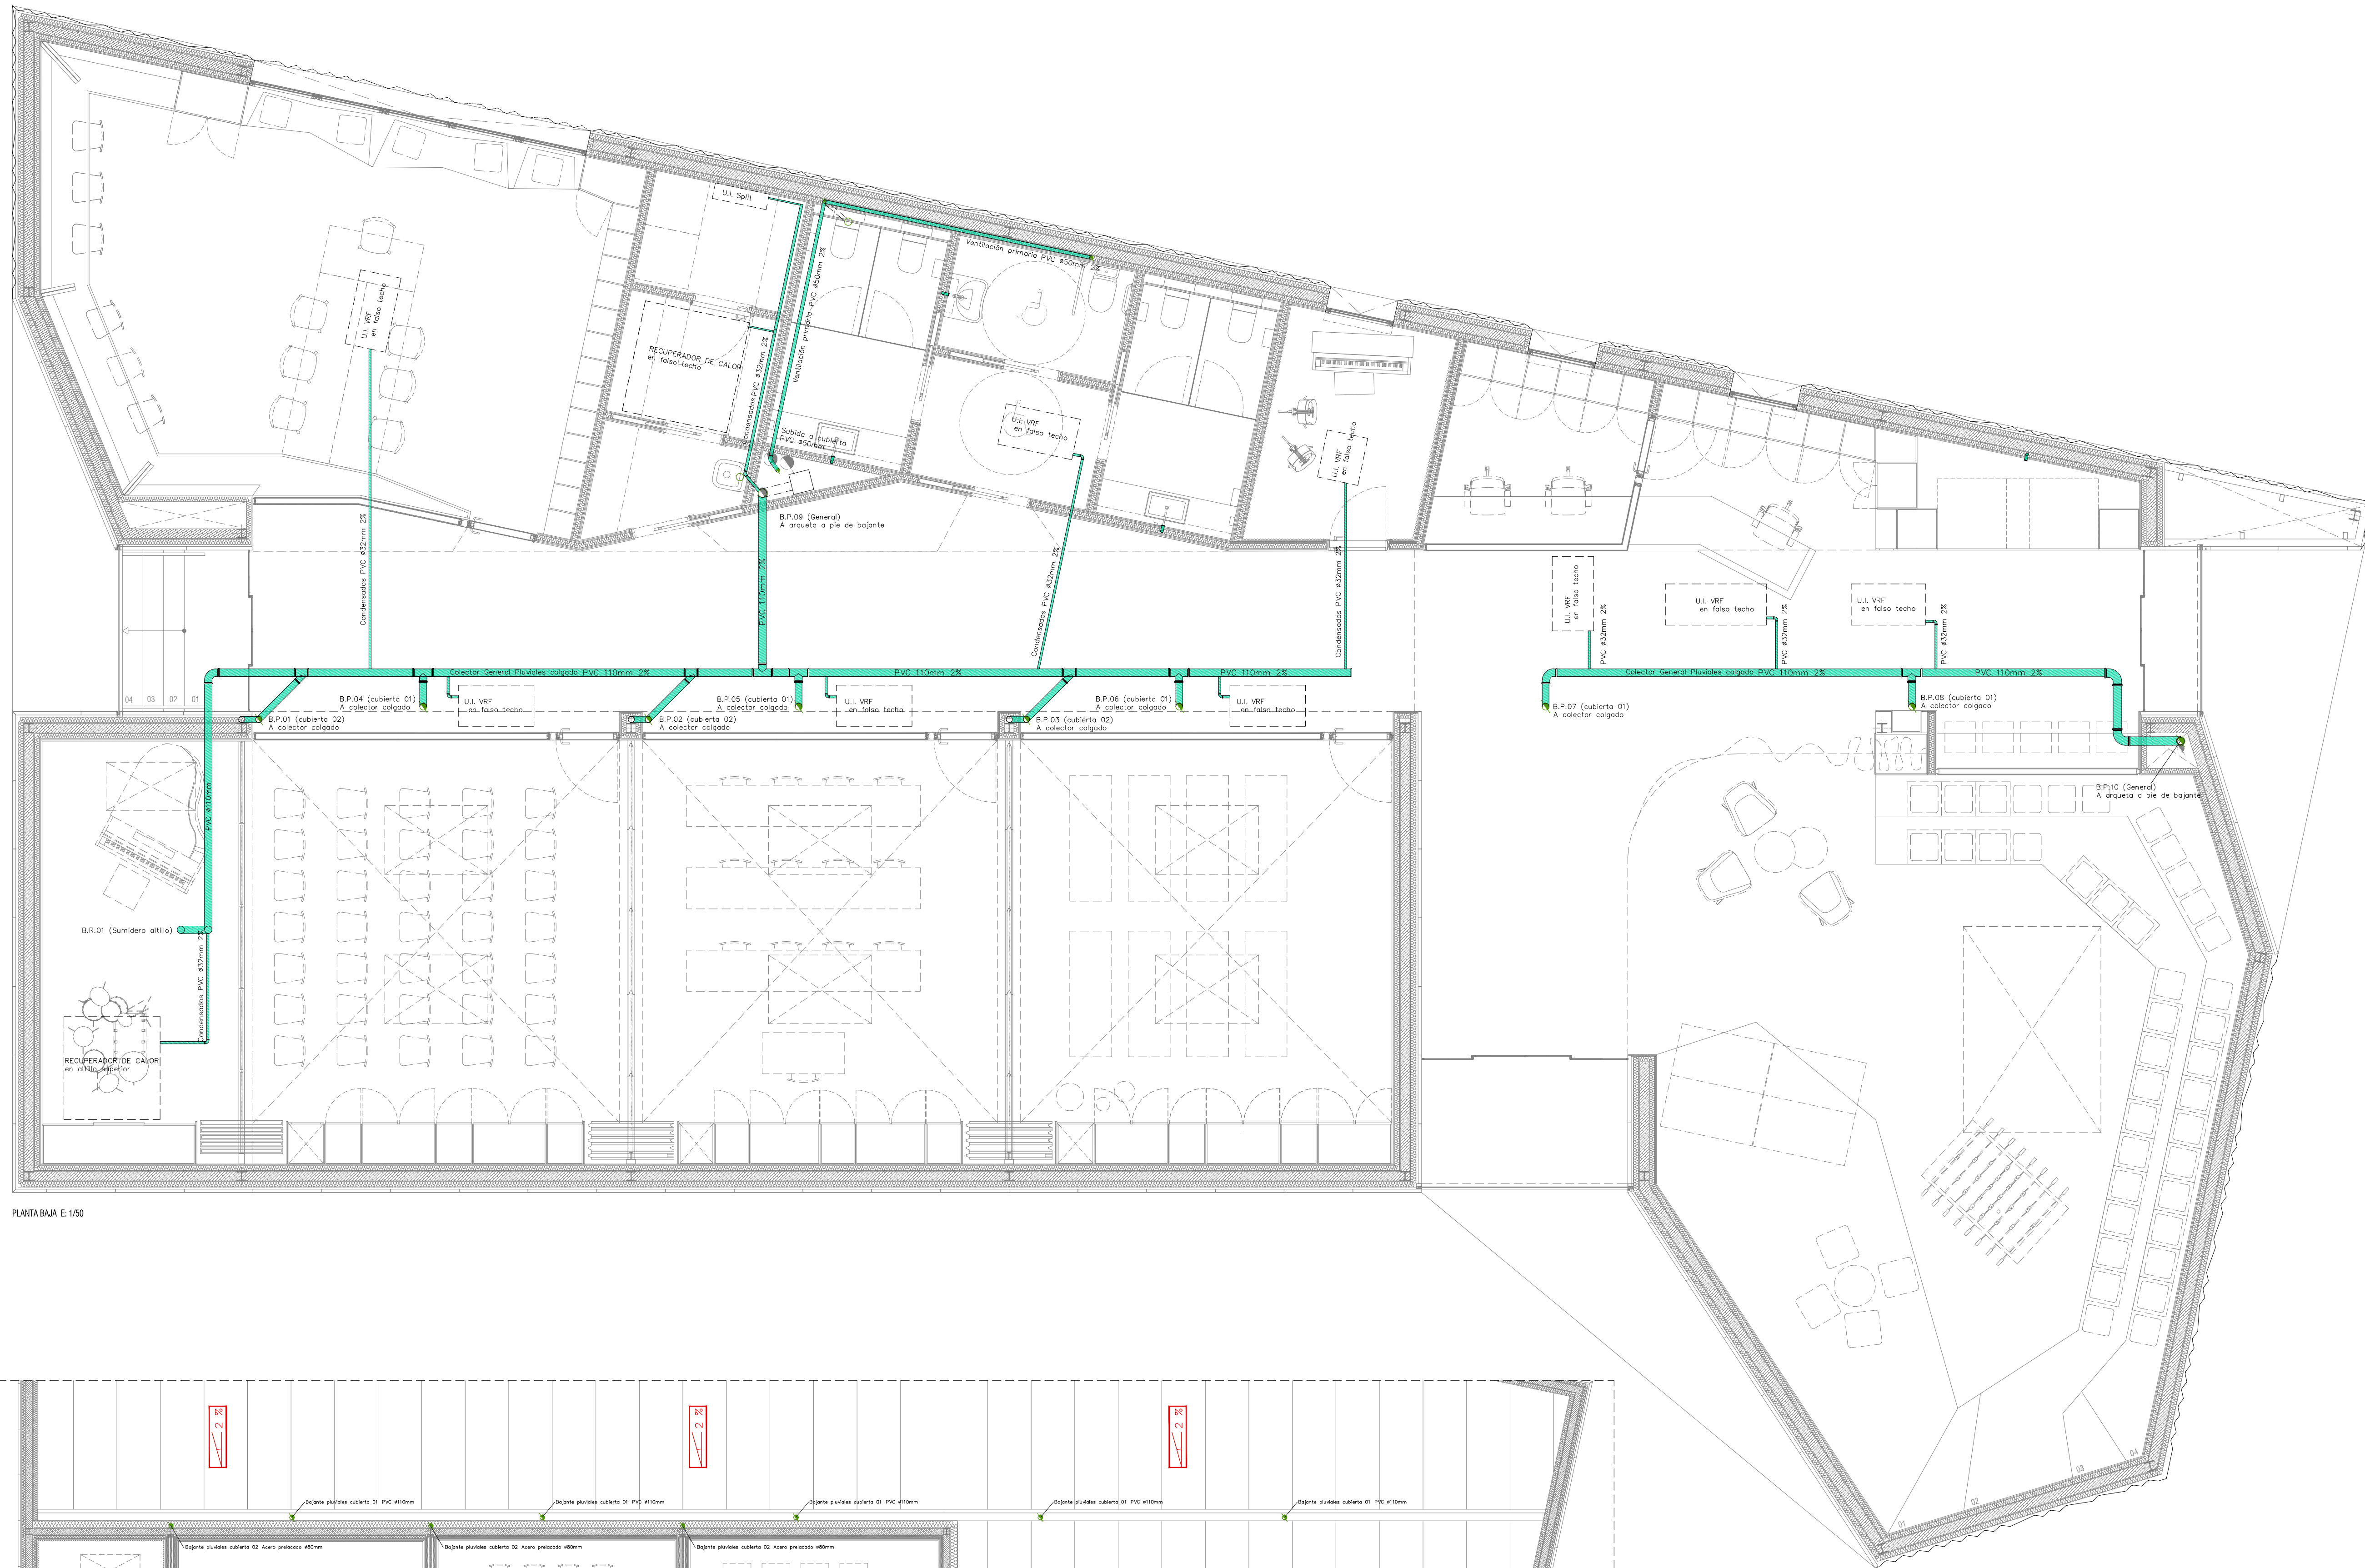 U.I. Split
Ventilación primaria PVC ø50mm 2%
Ventilación primaria PVC ø50mm 2%
U.I. VRF
en falso techo
RECUPERADOR DE CALOR
en falso techo
Condensados PVC ø32mm 2%
Subida a cubierta
PVC ø50mm
U.I. VRF
en falso techo
U.I. VRF
en falso techo
B.P.09 (General)
A arqueta a pie de bajante
Condensados PVC ø32mm 2%
PVC 110mm 2%
Condensados PVC ø32mm 2%
Condensados PVC ø32mm 2%
U.I. VRF
en falso techo
U.I. VRF
en falso techo
U.I. VRF
en falso techo
PVC ø32mm 2%
PVC ø32mm 2%
PVC ø32mm 2%
04 03 02 01
Colector General Pluviales colgado PVC 110mm 2%
PVC 110mm 2%
PVC 110mm 2%
Colector General Pluviales colgado PVC 110mm 2%
PVC 110mm 2%
B.P.04 (cubierta 01)
A colector colgado
U.I. VRF
en falso techo
B.P.05 (cubierta 01)
A colector colgado
U.I. VRF
en falso techo
B.P.06 (cubierta 01)
A colector colgado
U.I. VRF
en falso techo
B.P.07 (cubierta 01)
A colector colgado
B.P.08 (cubierta 01)
A colector colgado
B.P.01 (cubierta 02)
A colector colgado
B.P.02 (cubierta 02)
A colector colgado
B.P.03 (cubierta 02)
A colector colgado
PVC ø110mm
B.P.10 (General)
A arqueta a pie de bajante
B.R.01 (Sumidero altillo)
Condensados PVC ø32mm 2%
RECUPERADOR DE CALOR
en altillo superior
PLANTA BAJA E: 1/50
2 %
2 %
2 %
04
03
02
01
Bajante pluviales cubierta 01 PVC ø110mm
Bajante pluviales cubierta 01 PVC ø110mm
Bajante pluviales cubierta 01 PVC ø110mm
Bajante pluviales cubierta 01 PVC ø110mm
Bajante pluviales cubierta 01 PVC ø110mm
Bajante pluviales cubierta 02 Acero prelacado ø80mm
Bajante pluviales cubierta 02 Acero prelacado ø80mm
Bajante pluviales cubierta 02 Acero prelacado ø80mm